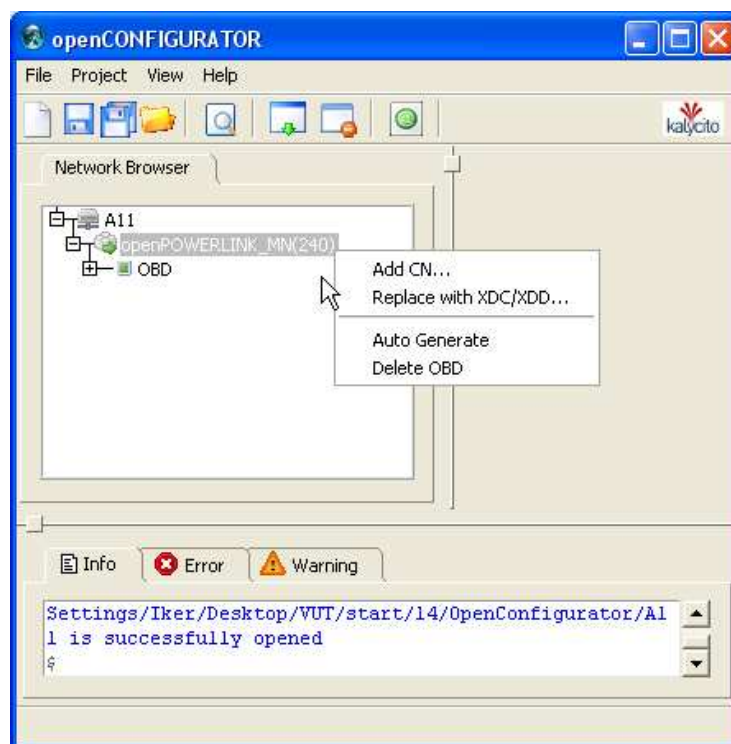 openCONFIGURATOR
File Project View Help
kalycito
Network Browser
A11
openPOWERLINK_MN(240)
OBD
Add CN...
Replace with XDC/XDD...
Auto Generate
Delete OBD
Info Error Warning
Settings/Iker/Desktop/VUT/start/14/OpenConfigurator/A1
1 is successfully opened
$